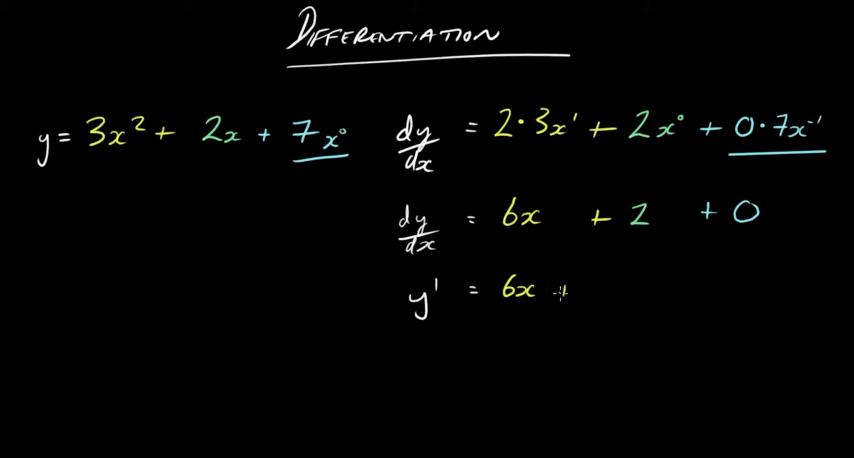 DIFFERENTIATION
y = 3x² + 2x + 7x⁰
dy/dx = 2·3x¹ + 2x⁰ + 0·7x⁻¹
dy/dx = 6x + 2 + 0
y' = 6x +